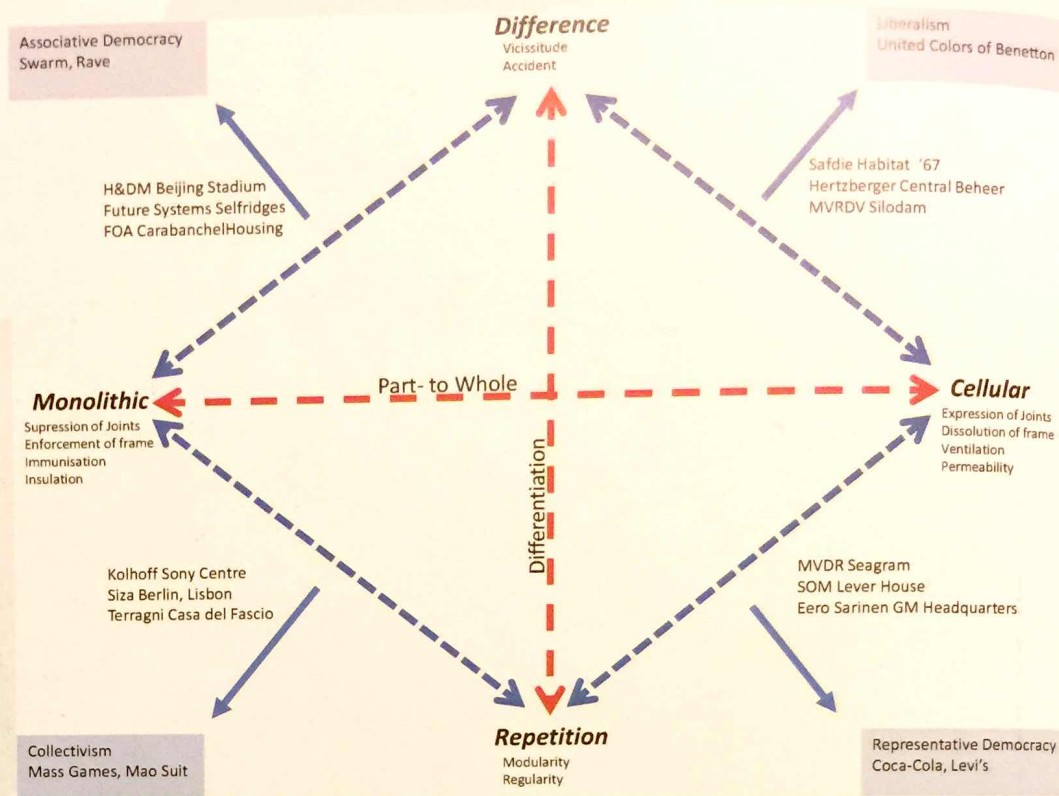 Difference
Vicissitude
Accident
Associative Democracy
Swarm, Rave
Liberalism
United Colors of Benetton
H&DM Beijing Stadium
Future Systems Selfridges
FOA CarabanchelHousing
Safdie Habitat '67
Hertzberger Central Beheer
MVRDV Silodam
Part- to Whole
Monolithic
Supression of Joints
Enforcement of frame
Immunisation
Insulation
Cellular
Expression of Joints
Dissolution of frame
Ventilation
Permeability
Differentiation
Kolhoff Sony Centre
Siza Berlin, Lisbon
Terragni Casa del Fascio
MVDR Seagram
SOM Lever House
Eero Sarinen GM Headquarters
Repetition
Modularity
Regularity
Collectivism
Mass Games, Mao Suit
Representative Democracy
Coca-Cola, Levi's